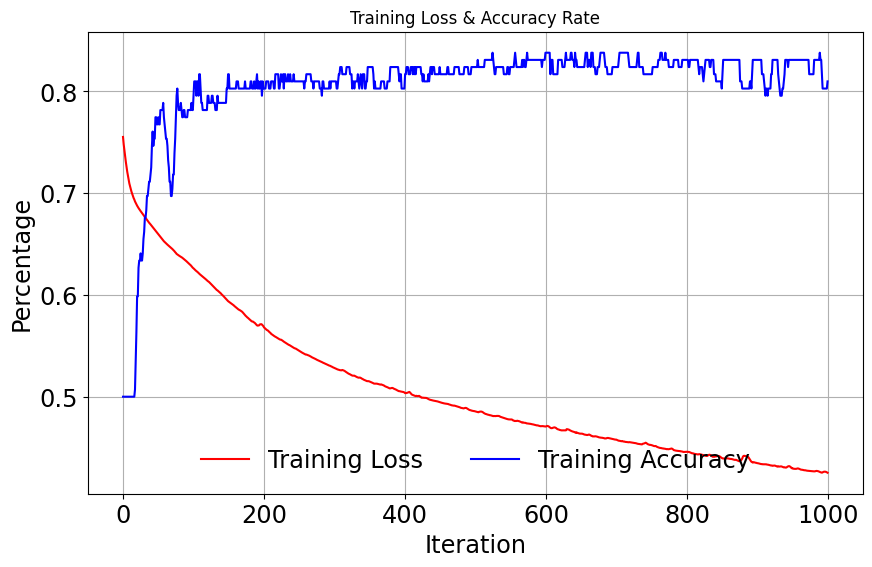 Training Loss & Accuracy Rate
0.8
0.7
0.6
0.5
Percentage
Training Loss
Training Accuracy
0 200 400 600 800 1000
Iteration